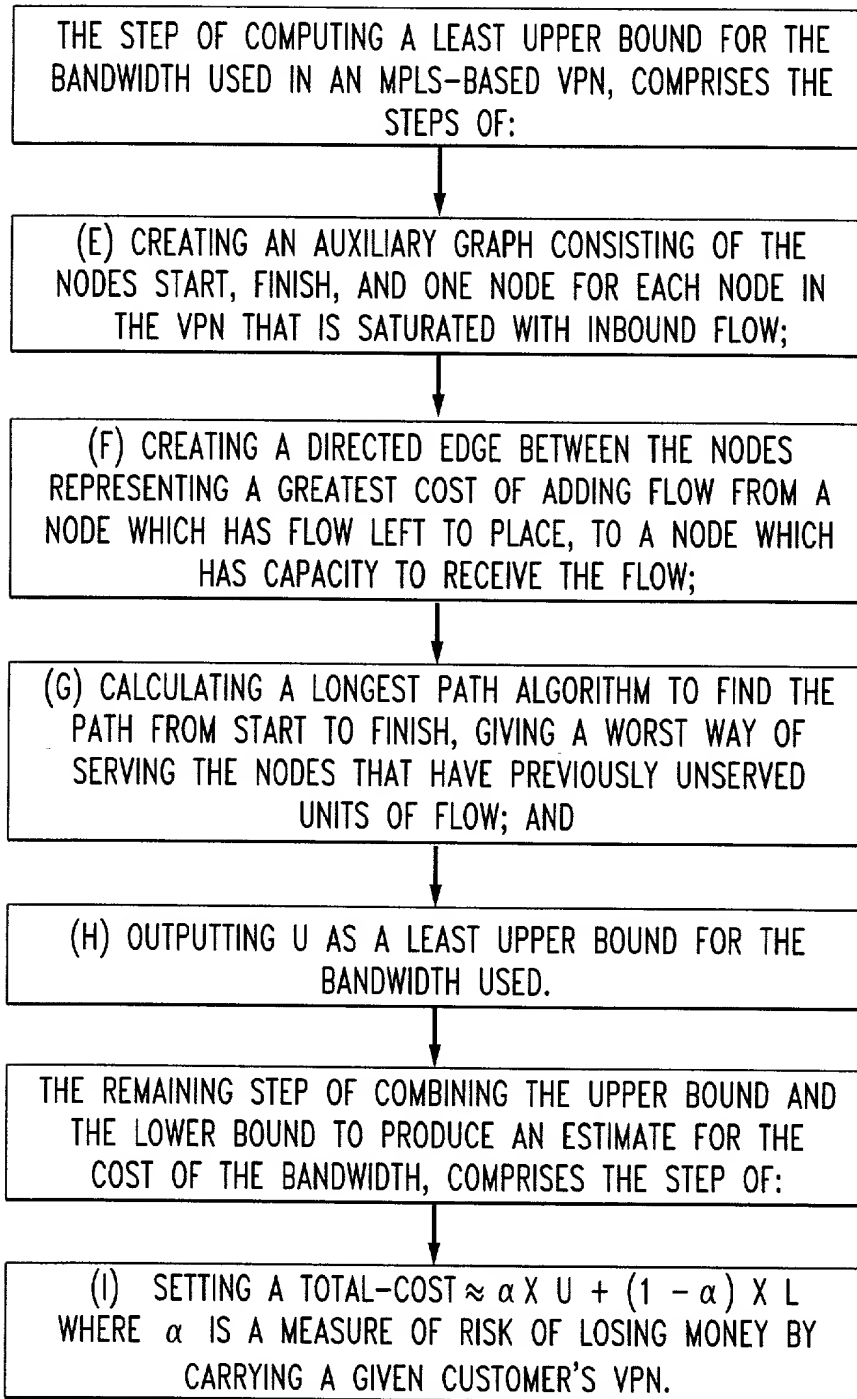 THE STEP OF COMPUTING A LEAST UPPER BOUND FOR THE
BANDWIDTH USED IN AN MPLS-BASED VPN, COMPRISES THE
STEPS OF:
(E) CREATING AN AUXILIARY GRAPH CONSISTING OF THE
NODES START, FINISH, AND ONE NODE FOR EACH NODE IN
THE VPN THAT IS SATURATED WITH INBOUND FLOW;
(F) CREATING A DIRECTED EDGE BETWEEN THE NODES
REPRESENTING A GREATEST COST OF ADDING FLOW FROM A
NODE WHICH HAS FLOW LEFT TO PLACE, TO A NODE WHICH
HAS CAPACITY TO RECEIVE THE FLOW;
(G) CALCULATING A LONGEST PATH ALGORITHM TO FIND THE
PATH FROM START TO FINISH, GIVING A WORST WAY OF
SERVING THE NODES THAT HAVE PREVIOUSLY UNSERVED
UNITS OF FLOW; AND
(H) OUTPUTTING U AS A LEAST UPPER BOUND FOR THE
BANDWIDTH USED.
THE REMAINING STEP OF COMBINING THE UPPER BOUND AND
THE LOWER BOUND TO PRODUCE AN ESTIMATE FOR THE
COST OF THE BANDWIDTH, COMPRISES THE STEP OF:
(I) SETTING A TOTAL-COST ≈ α X U + (1 - α) X L
WHERE α IS A MEASURE OF RISK OF LOSING MONEY BY
CARRYING A GIVEN CUSTOMER'S VPN.